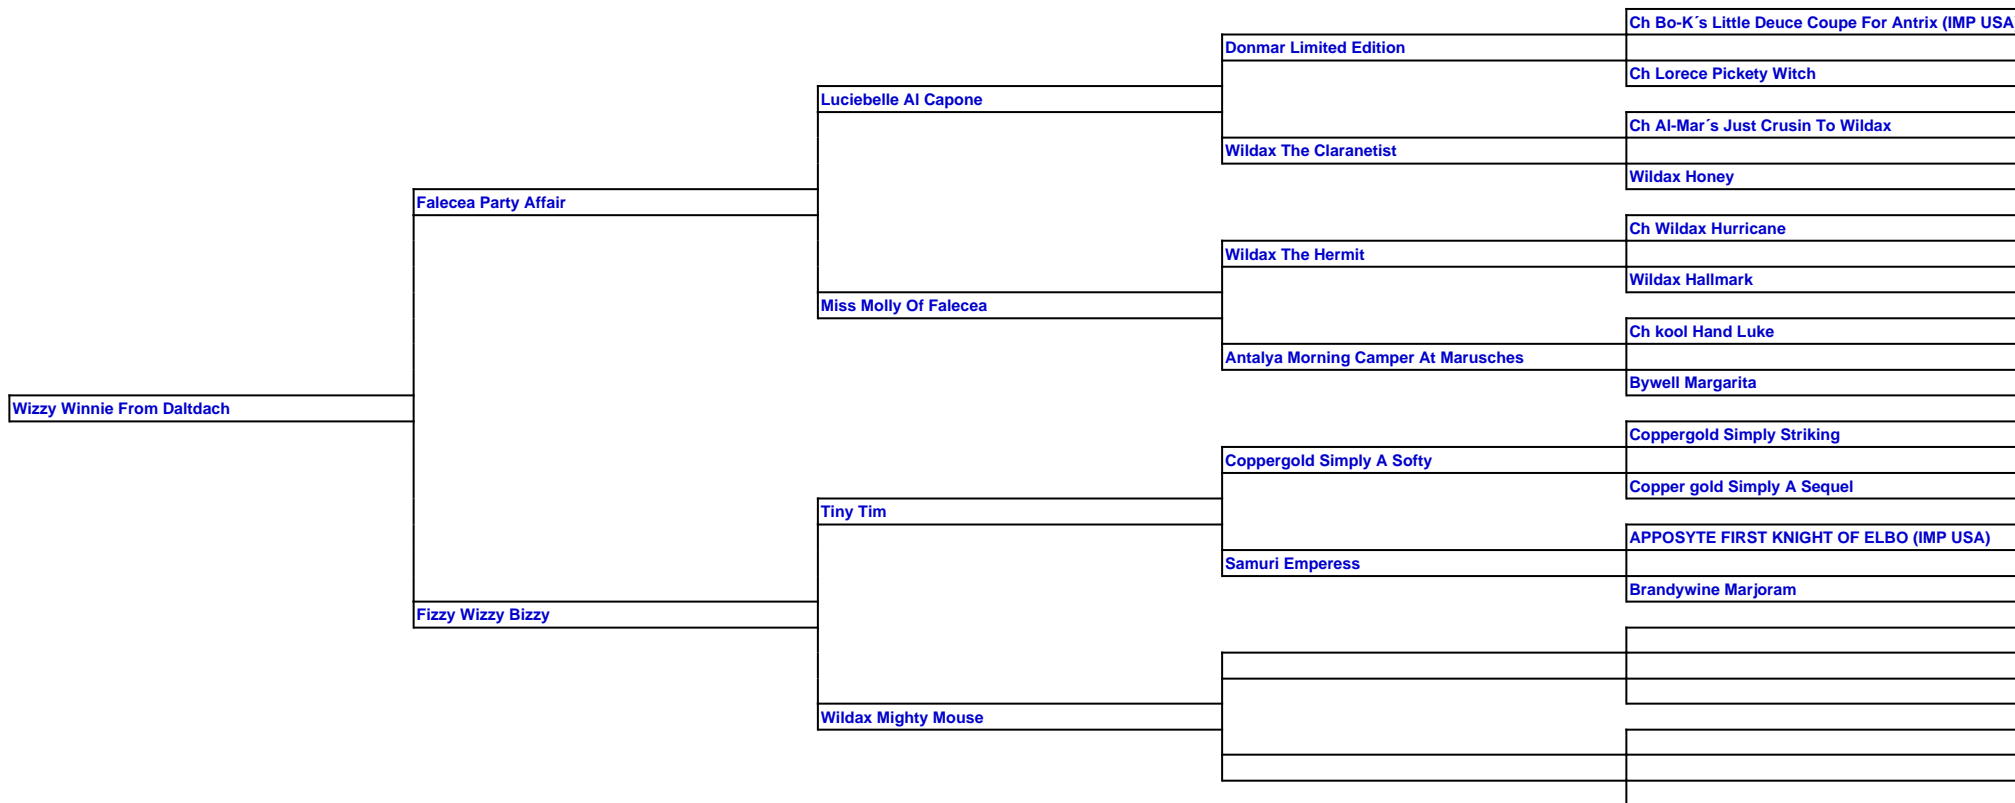 Ch Bo-K´s Little Deuce Coupe For Antrix (IMP USA
Donmar Limited Edition
Ch Lorece Pickety Witch
Luciebelle Al Capone
Ch Al-Mar´s Just Crusin To Wildax
Wildax The Claranetist
Wildax Honey
Falecea Party Affair
Ch Wildax Hurricane
Wildax The Hermit
Wildax Hallmark
Miss Molly Of Falecea
Ch kool Hand Luke
Antalya Morning Camper At Marusches
Bywell Margarita
Wizzy Winnie From Daltdach
Coppergold Simply Striking
Coppergold Simply A Softy
Copper gold Simply A Sequel
Tiny Tim
APPOSYTE FIRST KNIGHT OF ELBO (IMP USA)
Samuri Emperess
Brandywine Marjoram
Fizzy Wizzy Bizzy
Wildax Mighty Mouse